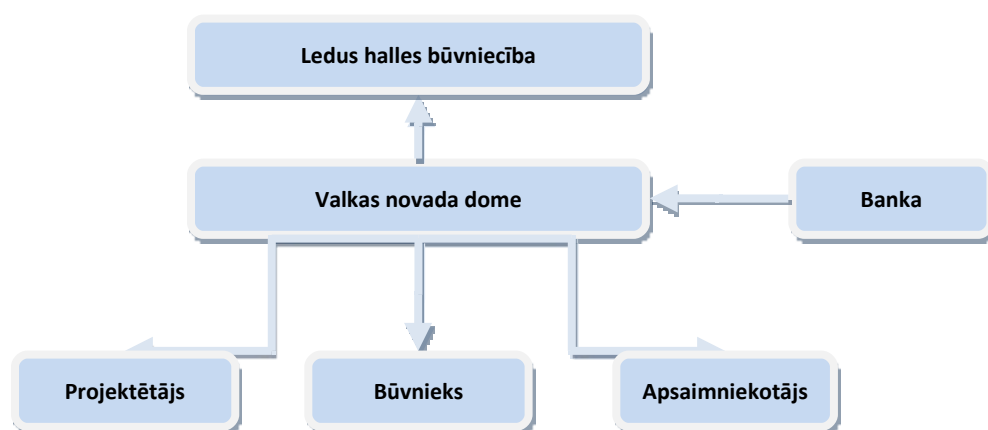 Ledus halles būvniecība
Valkas novada dome
Banka
Projektētājs
Būvnieks
Apsaimniekotājs